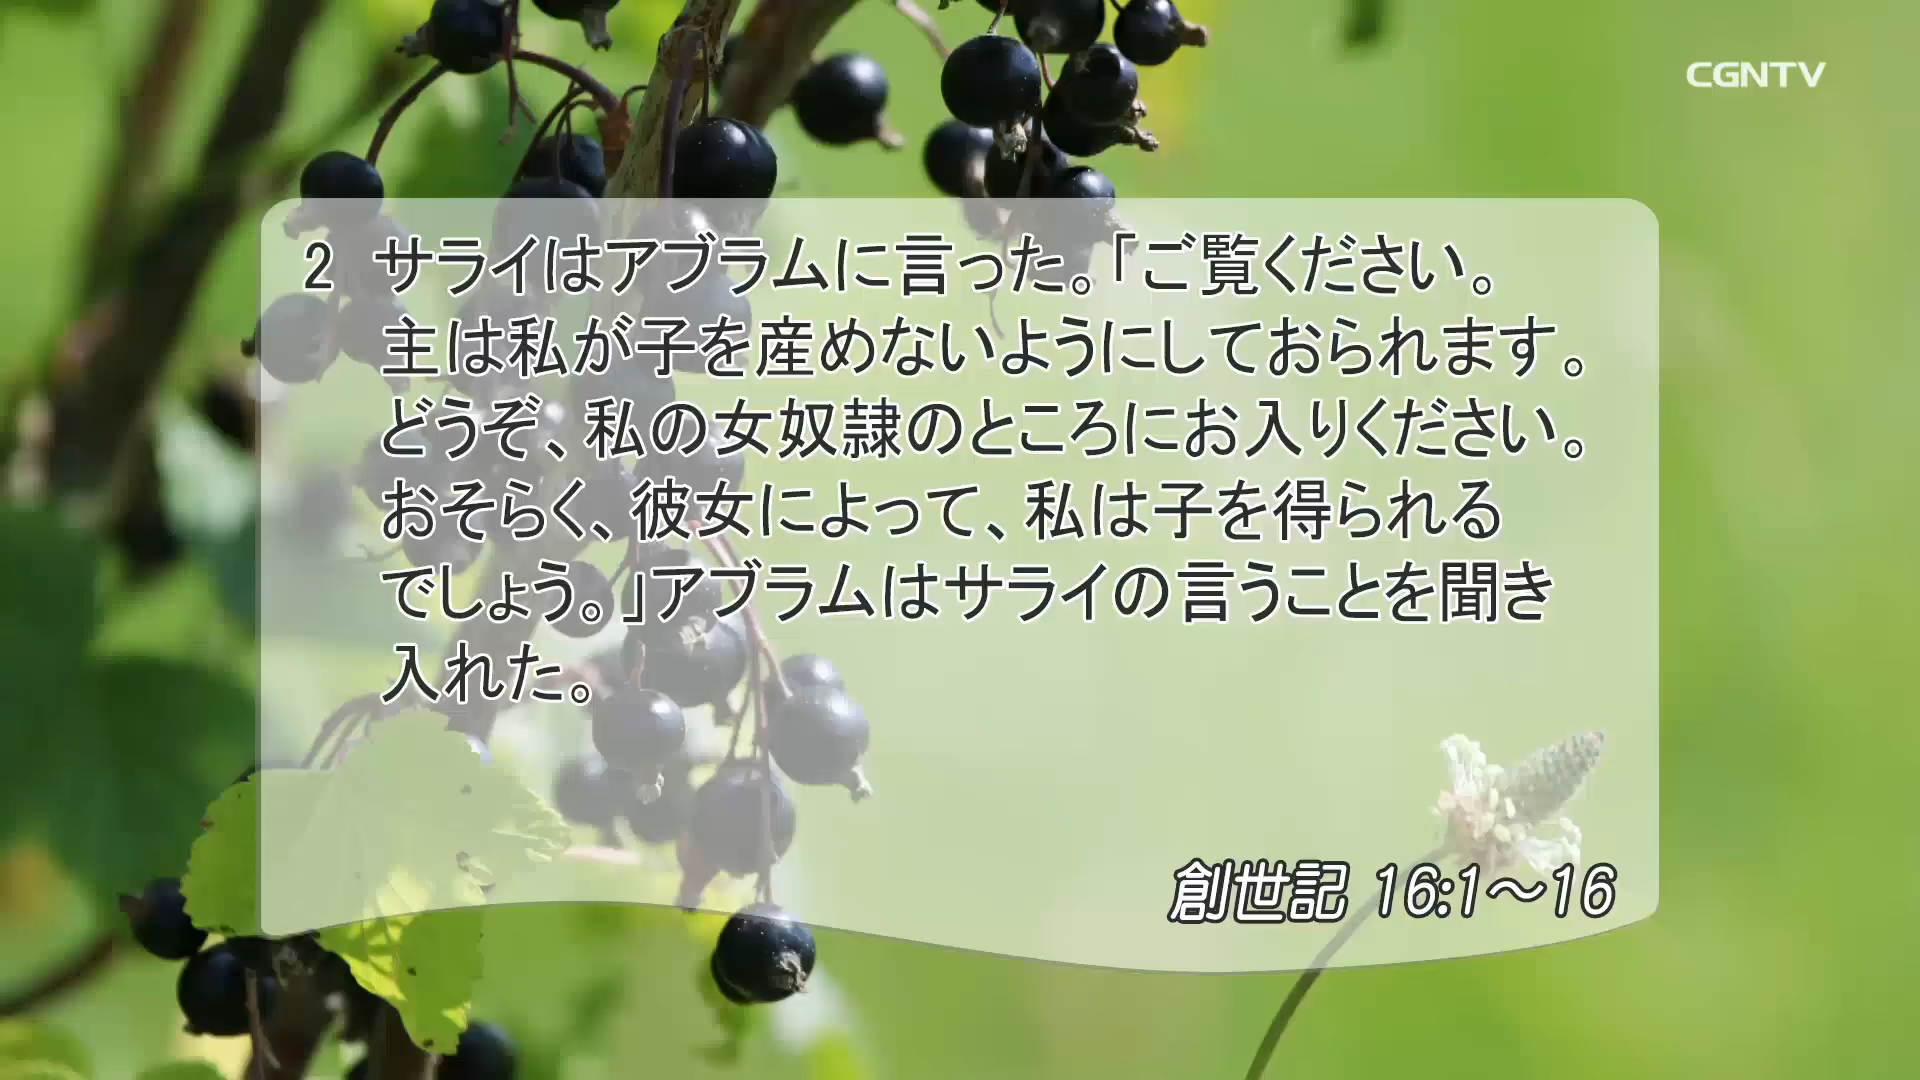 CGNTV
2 サライはアブラムに言った。「ご覧ください。
主は私が子を産めないようにしておられます。
どうぞ、私の女奴隷のところにお入りください。
おそらく、彼女によって、私は子を得られる
でしょう。」アブラムはサライの言うことを聞き
入れた。
創世記 16:1～16